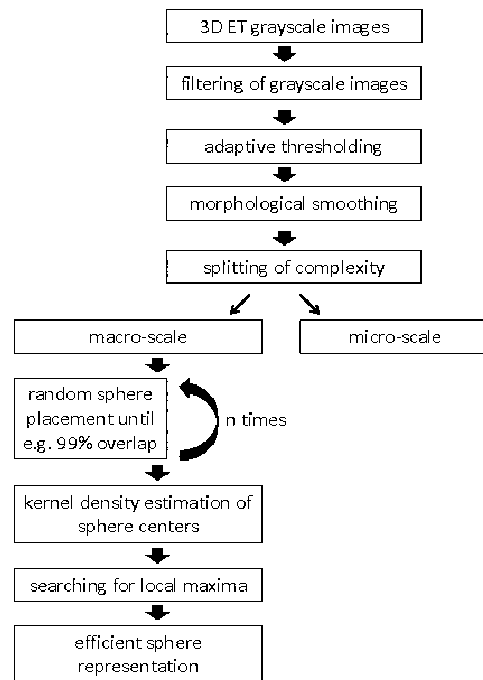 3D ET grayscale images
filtering of grayscale images
adaptive thresholding
morphological smoothing
splitting of complexity
macro-scale
micro-scale
random sphere
placement until
e.g. 99% overlap
n times
kernel density estimation of
sphere centers
searching for local maxima
efficient sphere
representation